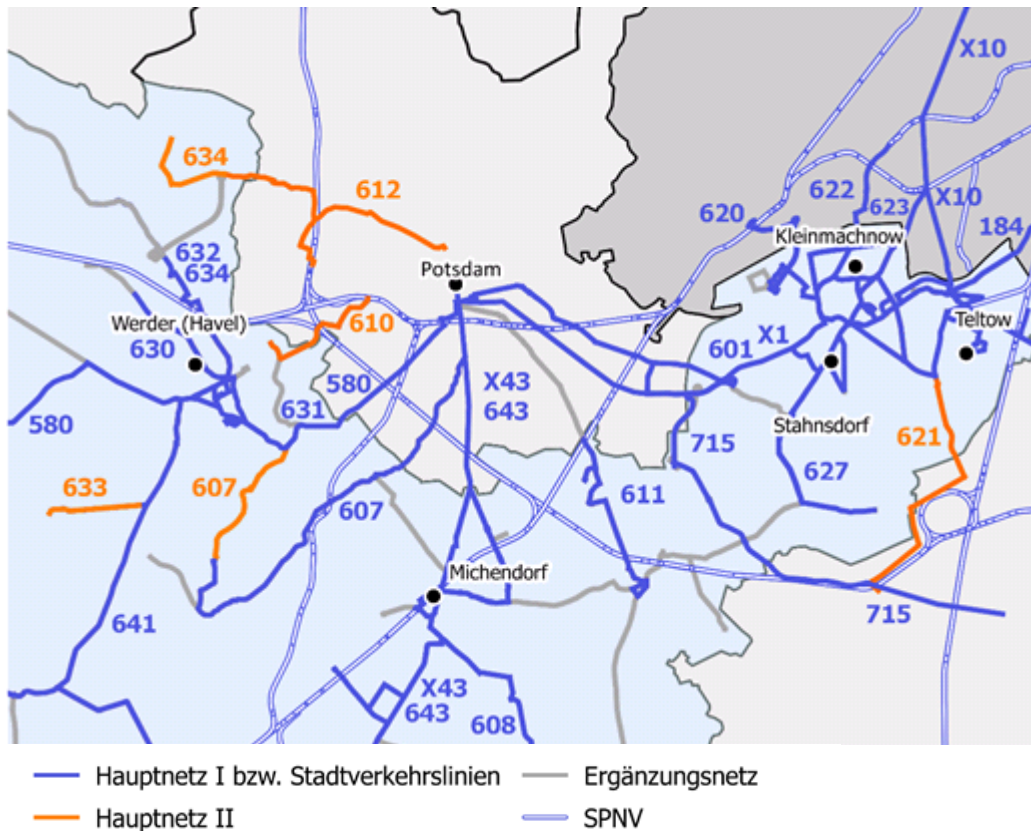 X10
634
612
622
X10
620
623
Kleinmachnow
184
632
634
Potsdam
Werder (Havel)
610
X1
Teltow
630
601
580
X43
643
631
580
Stahnsdorf
715
621
633
607
627
607
611
Michendorf
641
715
X43
643
608
Hauptnetz I bzw. Stadtverkehrslinien
Ergänzungsnetz
Hauptnetz II
SPNV